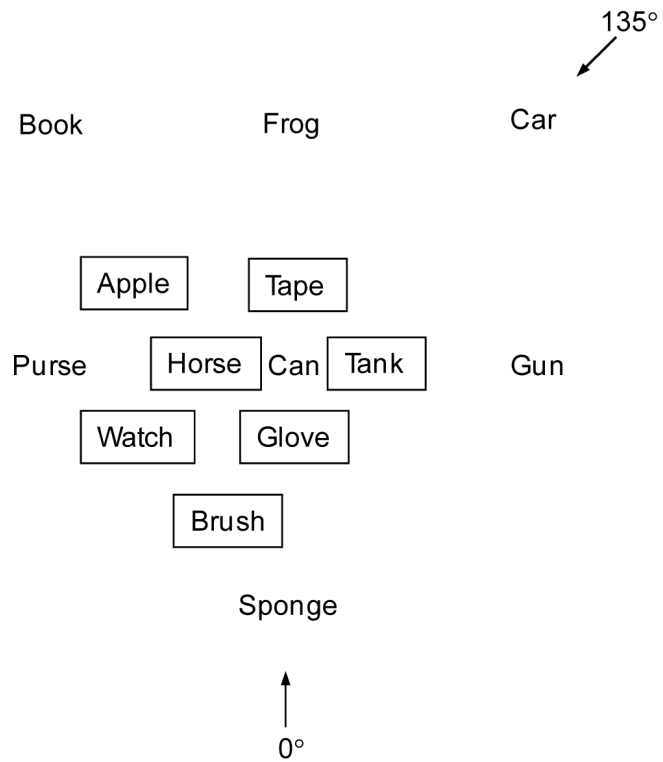 135°
Book Frog Car
Apple Tape
Purse Horse Can Tank Gun
Watch Glove
Brush
Sponge
0°